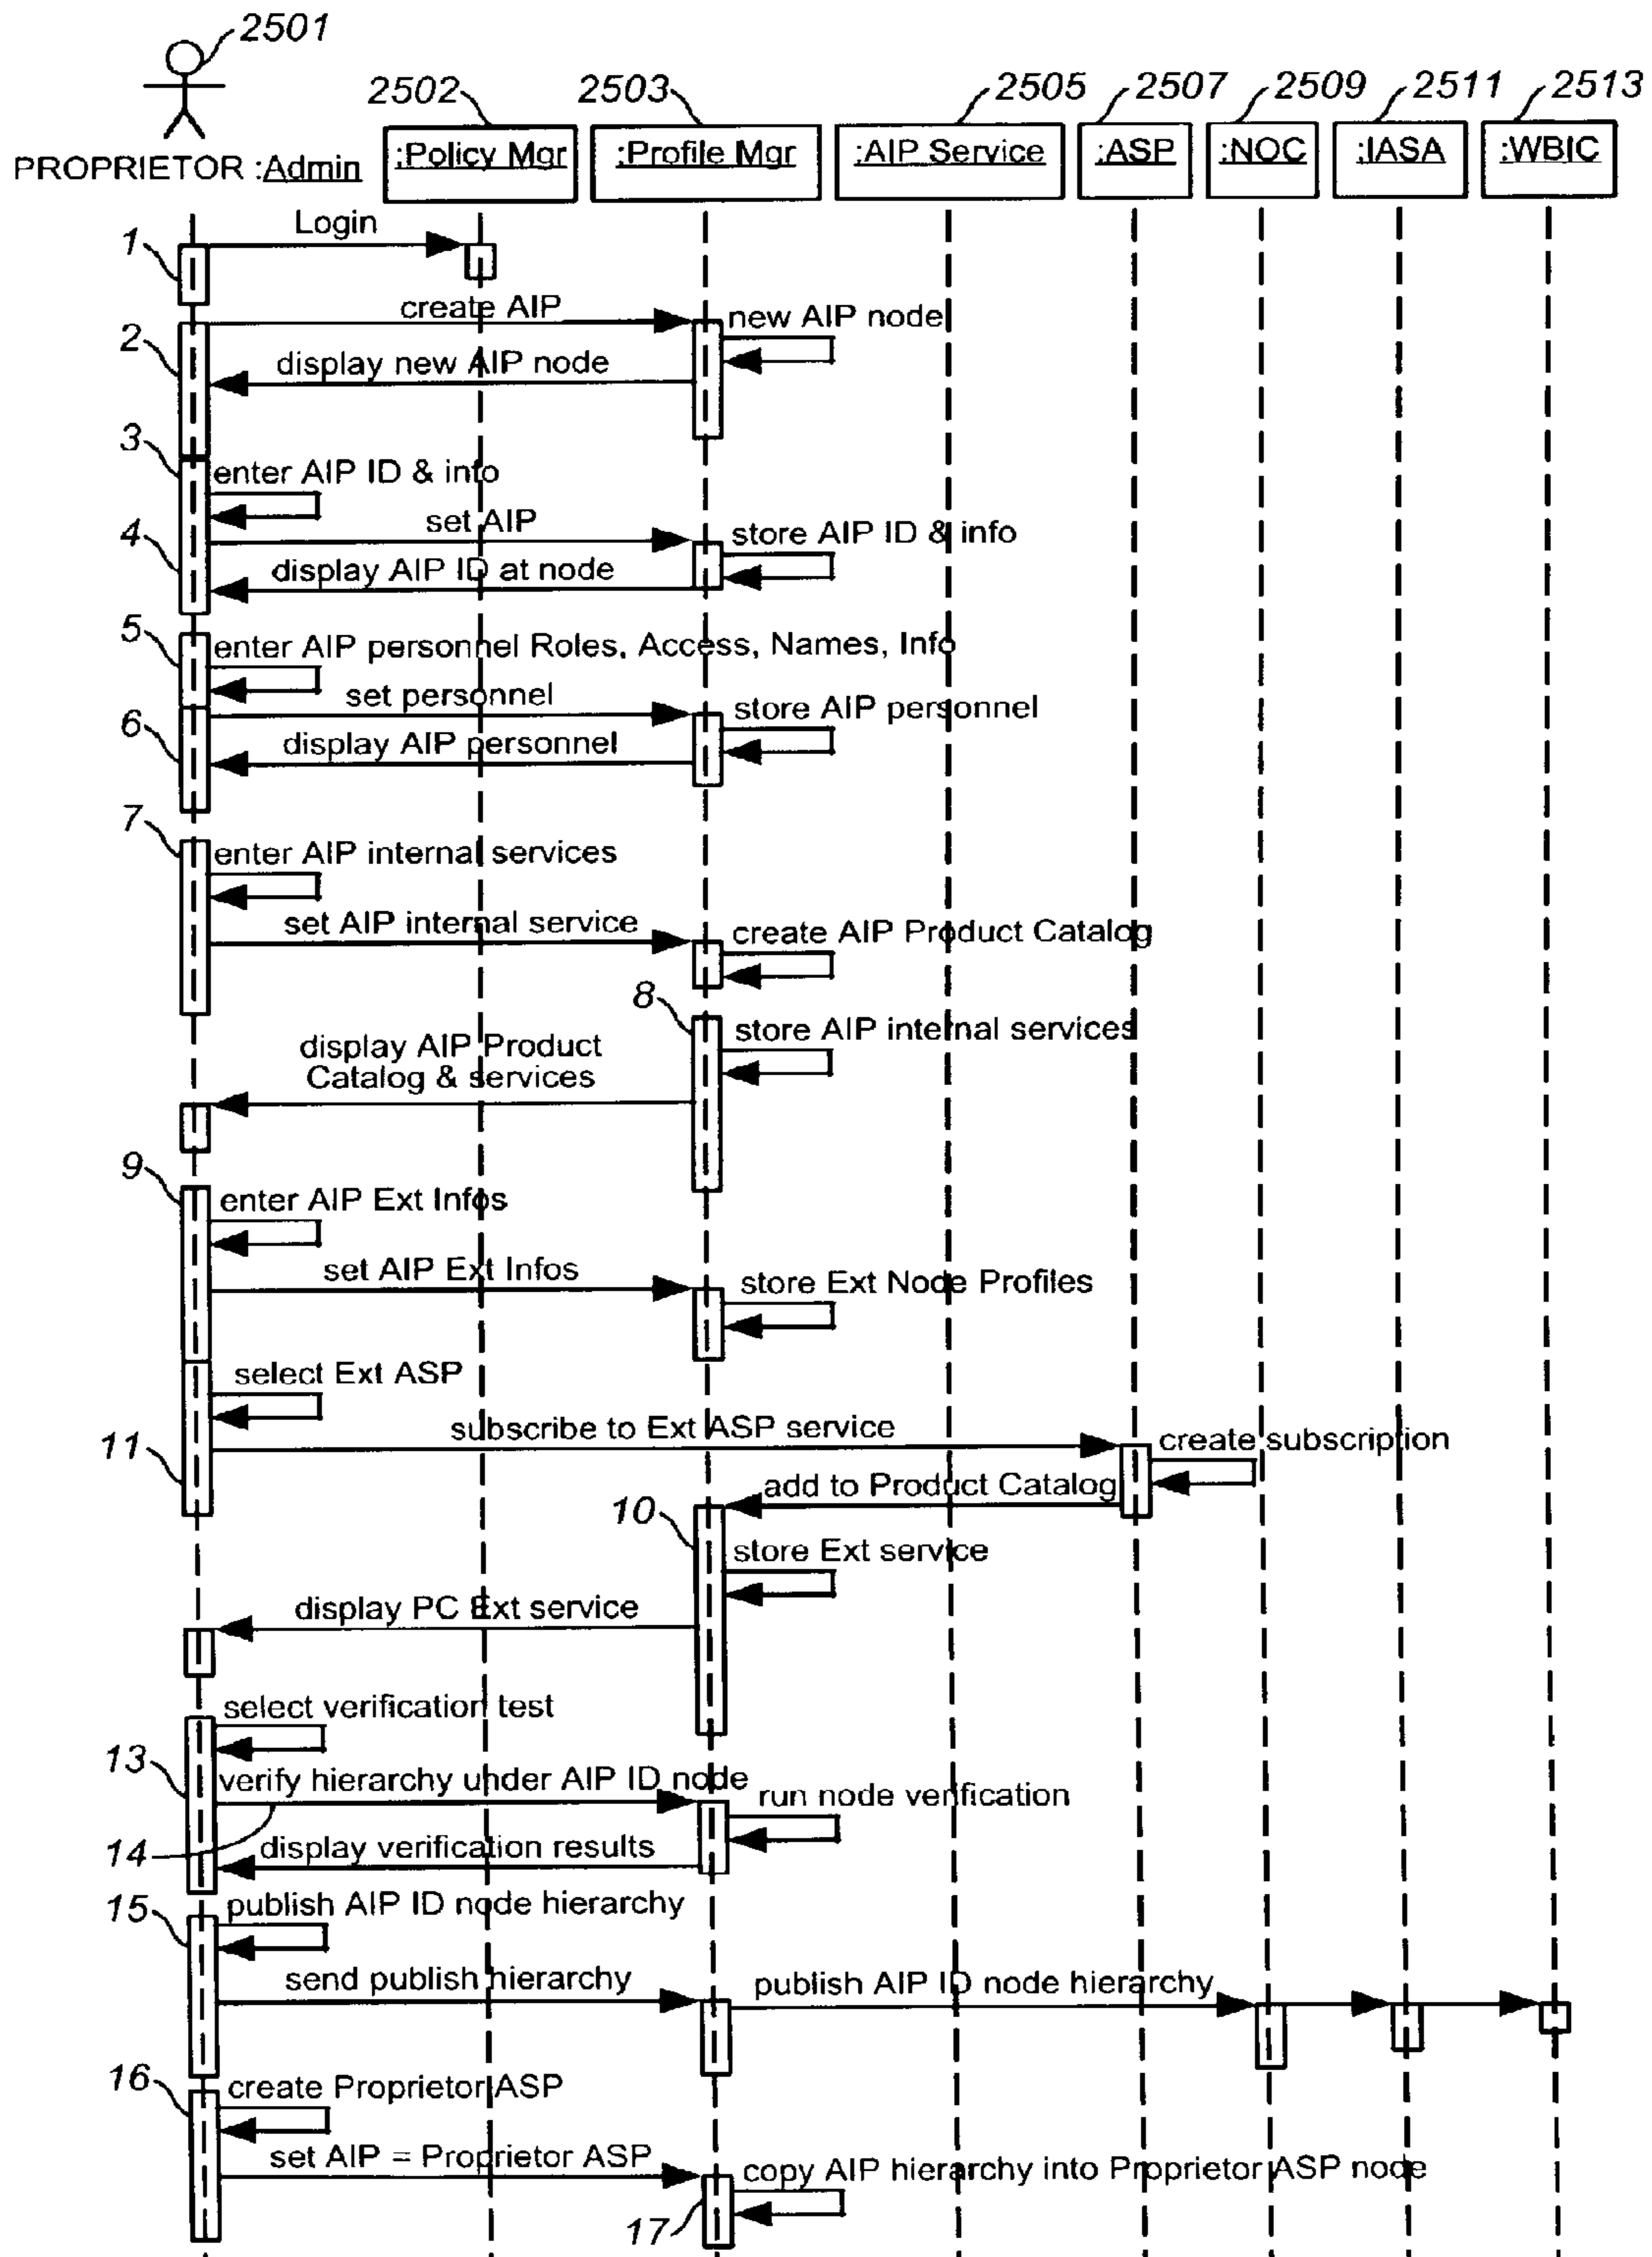 2501
2502
2503
2505
2507
2509
2511
2513
PROPRIETOR :Admin
:Policy Mgr
:Profile Mgr
:AIP Service
:ASP
:NOC
:IASA
:WBIC
1
Login
2
create AIP
new AIP node
display new AIP node
3
enter AIP ID & info
4
set AIP
store AIP ID & info
display AIP ID at node
5
enter AIP personnel Roles, Access, Names, Info
set personnel
store AIP personnel
6
display AIP personnel
7
enter AIP internal services
set AIP internal service
create AIP Product Catalog
8
store AIP internal services
display AIP Product
Catalog & services
9
enter AIP Ext Infos
set AIP Ext Infos
store Ext Node Profiles
select Ext ASP
11
subscribe to Ext ASP service
create subscription
add to Product Catalog
10
store Ext service
display PC Ext service
select verification test
13
verify hierarchy under AIP ID node
run node verification
14
display verification results
15
publish AIP ID node hierarchy
send publish hierarchy
publish AIP ID node hierarchy
16
create Proprietor ASP
set AIP = Proprietor ASP
copy AIP hierarchy into Proprietor ASP node
17